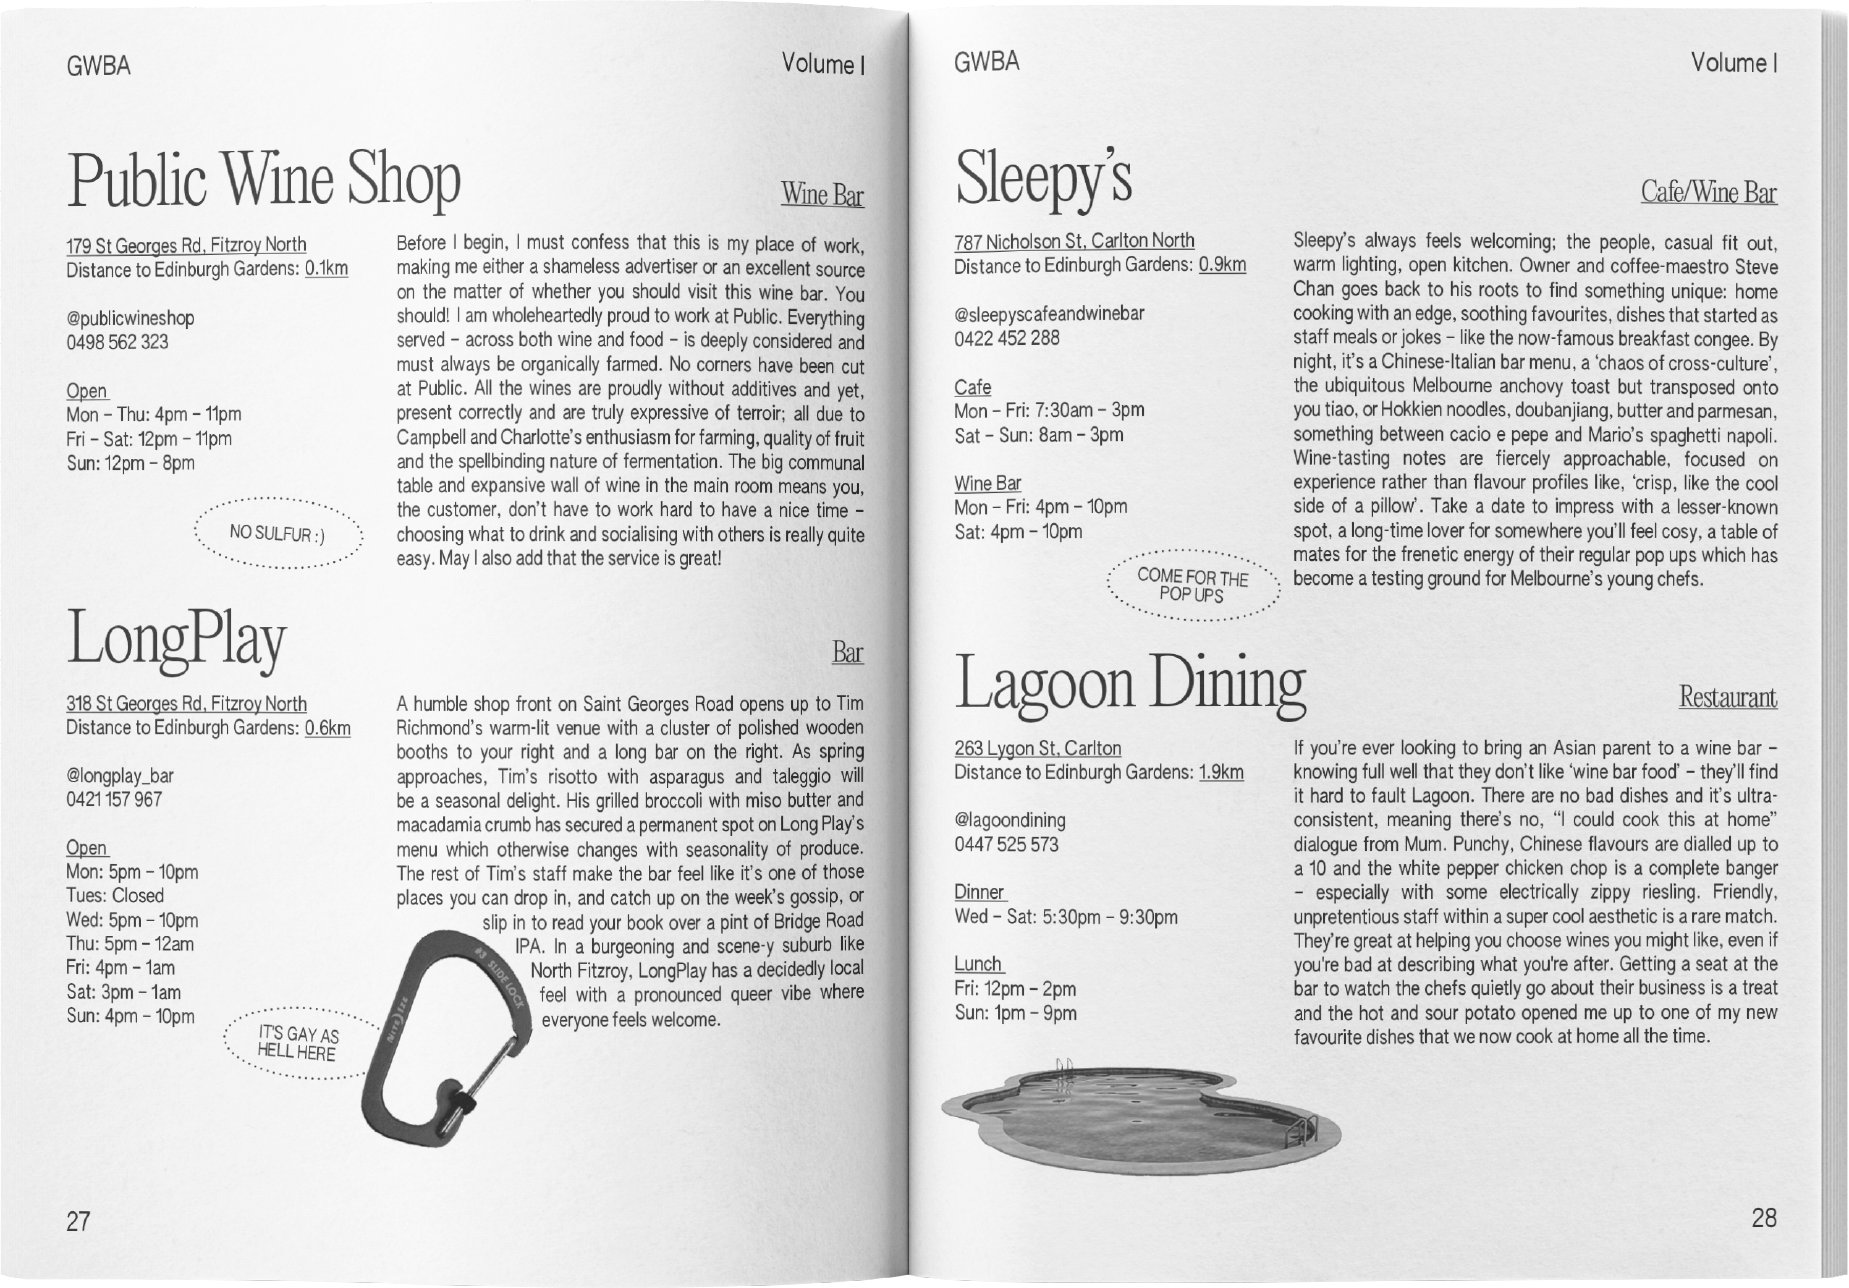 GWBA
Volume I
Public Wine Shop
Wine Bar
179 St Georges Rd, Fitzroy North
Distance to Edinburgh Gardens: 0.1km
@publicwineshop
0498 562 323
Open
Mon – Thu: 4pm – 11pm
Fri – Sat: 12pm – 11pm
Sun: 12pm – 8pm
NO SULFUR :)
Before I begin, I must confess that this is my place of work,
making me either a shameless advertiser or an excellent source
on the matter of whether you should visit this wine bar. You
should! I am wholeheartedly proud to work at Public. Everything
served – across both wine and food – is deeply considered and
must always be organically farmed. No corners have been cut
at Public. All the wines are proudly without additives and yet,
present correctly and are truly expressive of terroir; all due to
Campbell and Charlotte's enthusiasm for farming, quality of fruit
and the spellbinding nature of fermentation. The big communal
table and expansive wall of wine in the main room means you,
the customer, don't have to work hard to have a nice time –
choosing what to drink and socialising with others is really quite
easy. May I also add that the service is great!
LongPlay
Bar
318 St Georges Rd, Fitzroy North
Distance to Edinburgh Gardens: 0.6km
@longplay_bar
0421 157 967
Open
Mon: 5pm – 10pm
Tues: Closed
Wed: 5pm – 10pm
Thu: 5pm – 12am
Fri: 4pm – 1am
Sat: 3pm – 1am
Sun: 4pm – 10pm
IT'S GAY AS
HELL HERE
A humble shop front on Saint Georges Road opens up to Tim
Richmond's warm-lit venue with a cluster of polished wooden
booths to your right and a long bar on the right. As spring
approaches, Tim's risotto with asparagus and taleggio will
be a seasonal delight. His grilled broccoli with miso butter and
macadamia crumb has secured a permanent spot on Long Play's
menu which otherwise changes with seasonality of produce.
The rest of Tim's staff make the bar feel like it's one of those
places you can drop in, and catch up on the week's gossip, or
slip in to read your book over a pint of Bridge Road
IPA. In a burgeoning and scene-y suburb like
North Fitzroy, LongPlay has a decidedly local
feel with a pronounced queer vibe where
everyone feels welcome.
#3 SLIDE LOCK
NITE IZE
27
GWBA
Volume I
Sleepy's
Cafe/Wine Bar
787 Nicholson St, Carlton North
Distance to Edinburgh Gardens: 0.9km
@sleepyscafeandwinebar
0422 452 288
Cafe
Mon – Fri: 7:30am – 3pm
Sat – Sun: 8am – 3pm
Wine Bar
Mon – Fri: 4pm – 10pm
Sat: 4pm – 10pm
COME FOR THE
POP UPS
Sleepy's always feels welcoming; the people, casual fit out,
warm lighting, open kitchen. Owner and coffee-maestro Steve
Chan goes back to his roots to find something unique: home
cooking with an edge, soothing favourites, dishes that started as
staff meals or jokes – like the now-famous breakfast congee. By
night, it's a Chinese-Italian bar menu, a 'chaos of cross-culture',
the ubiquitous Melbourne anchovy toast but transposed onto
you tiao, or Hokkien noodles, doubanjiang, butter and parmesan,
something between cacio e pepe and Mario's spaghetti napoli.
Wine-tasting notes are fiercely approachable, focused on
experience rather than flavour profiles like, 'crisp, like the cool
side of a pillow'. Take a date to impress with a lesser-known
spot, a long-time lover for somewhere you'll feel cosy, a table of
mates for the frenetic energy of their regular pop ups which has
become a testing ground for Melbourne's young chefs.
Lagoon Dining
Restaurant
263 Lygon St, Carlton
Distance to Edinburgh Gardens: 1.9km
@lagoondining
0447 525 573
Dinner
Wed – Sat: 5:30pm – 9:30pm
Lunch
Fri: 12pm – 2pm
Sun: 1pm – 9pm
If you're ever looking to bring an Asian parent to a wine bar –
knowing full well that they don't like 'wine bar food' – they'll find
it hard to fault Lagoon. There are no bad dishes and it's ultra-
consistent, meaning there's no, "I could cook this at home"
dialogue from Mum. Punchy, Chinese flavours are dialled up to
a 10 and the white pepper chicken chop is a complete banger
– especially with some electrically zippy riesling. Friendly,
unpretentious staff within a super cool aesthetic is a rare match.
They're great at helping you choose wines you might like, even if
you're bad at describing what you're after. Getting a seat at the
bar to watch the chefs quietly go about their business is a treat
and the hot and sour potato opened me up to one of my new
favourite dishes that we now cook at home all the time.
28